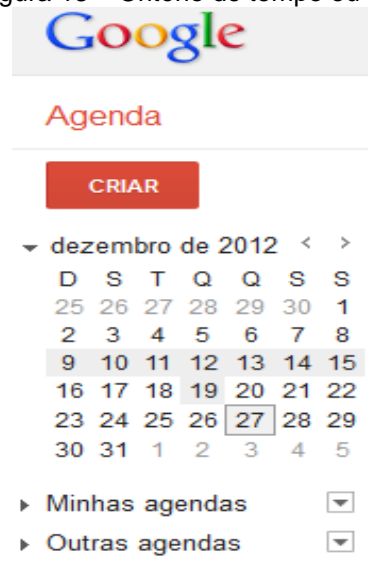 Google
Agenda
CRIAR
dezembro de 2012 < >
D S T Q Q S S
25 26 27 28 29 30 1
2 3 4 5 6 7 8
9 10 11 12 13 14 15
16 17 18 19 20 21 22
23 24 25 26 27 28 29
30 31 1 2 3 4 5
Minhas agendas
Outras agendas